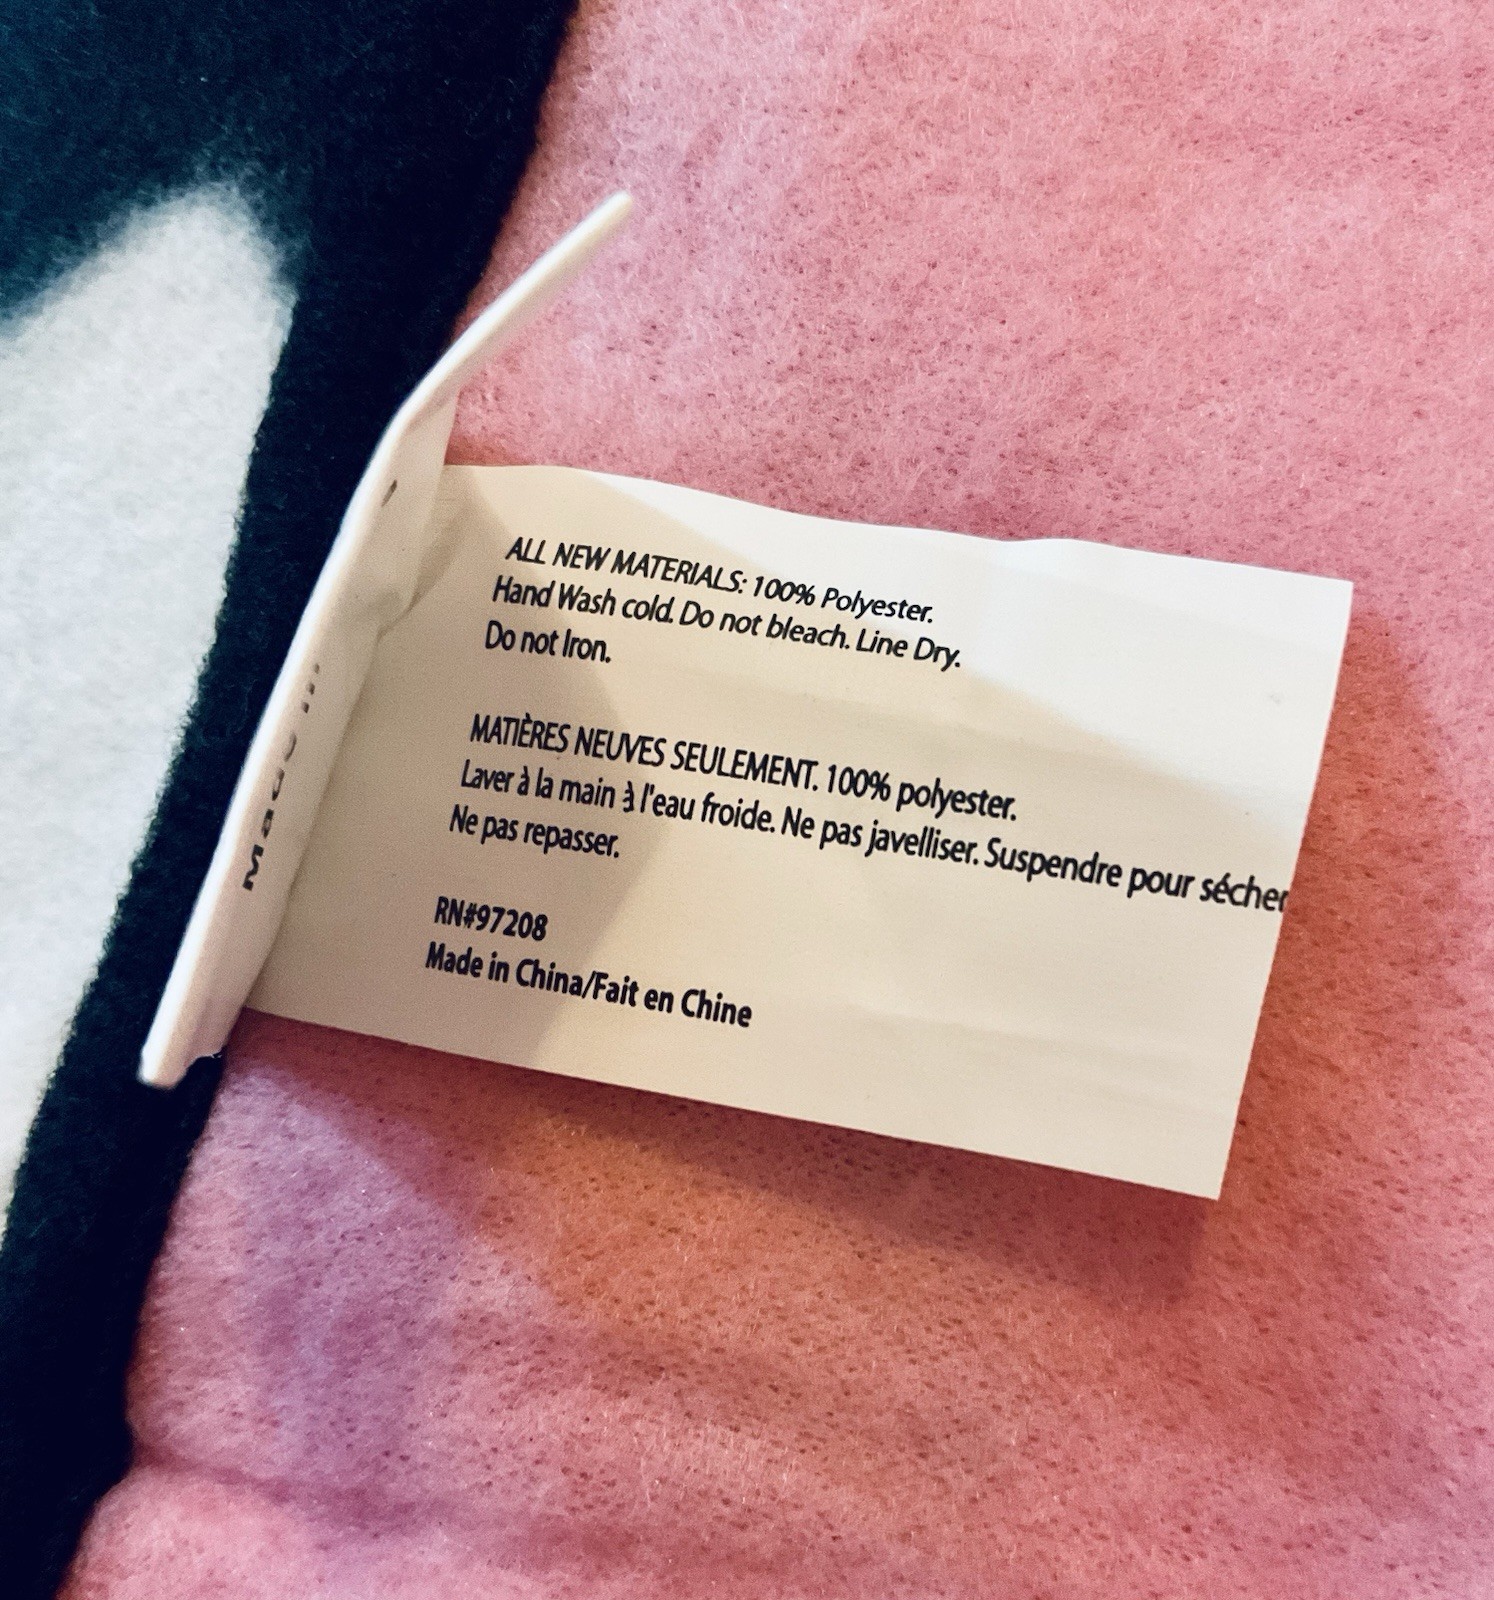 ALL NEW MATERIALS: 100% Polyester.
Hand Wash cold. Do not bleach. Line Dry.
Do not Iron.
MATIÈRES NEUVES SEULEMENT. 100% polyester.
Laver à la main à l'eau froide. Ne pas javelliser. Suspendre pour sécher
Ne pas repasser.
RN#97208
Made in China/Fait en Chine
Made in